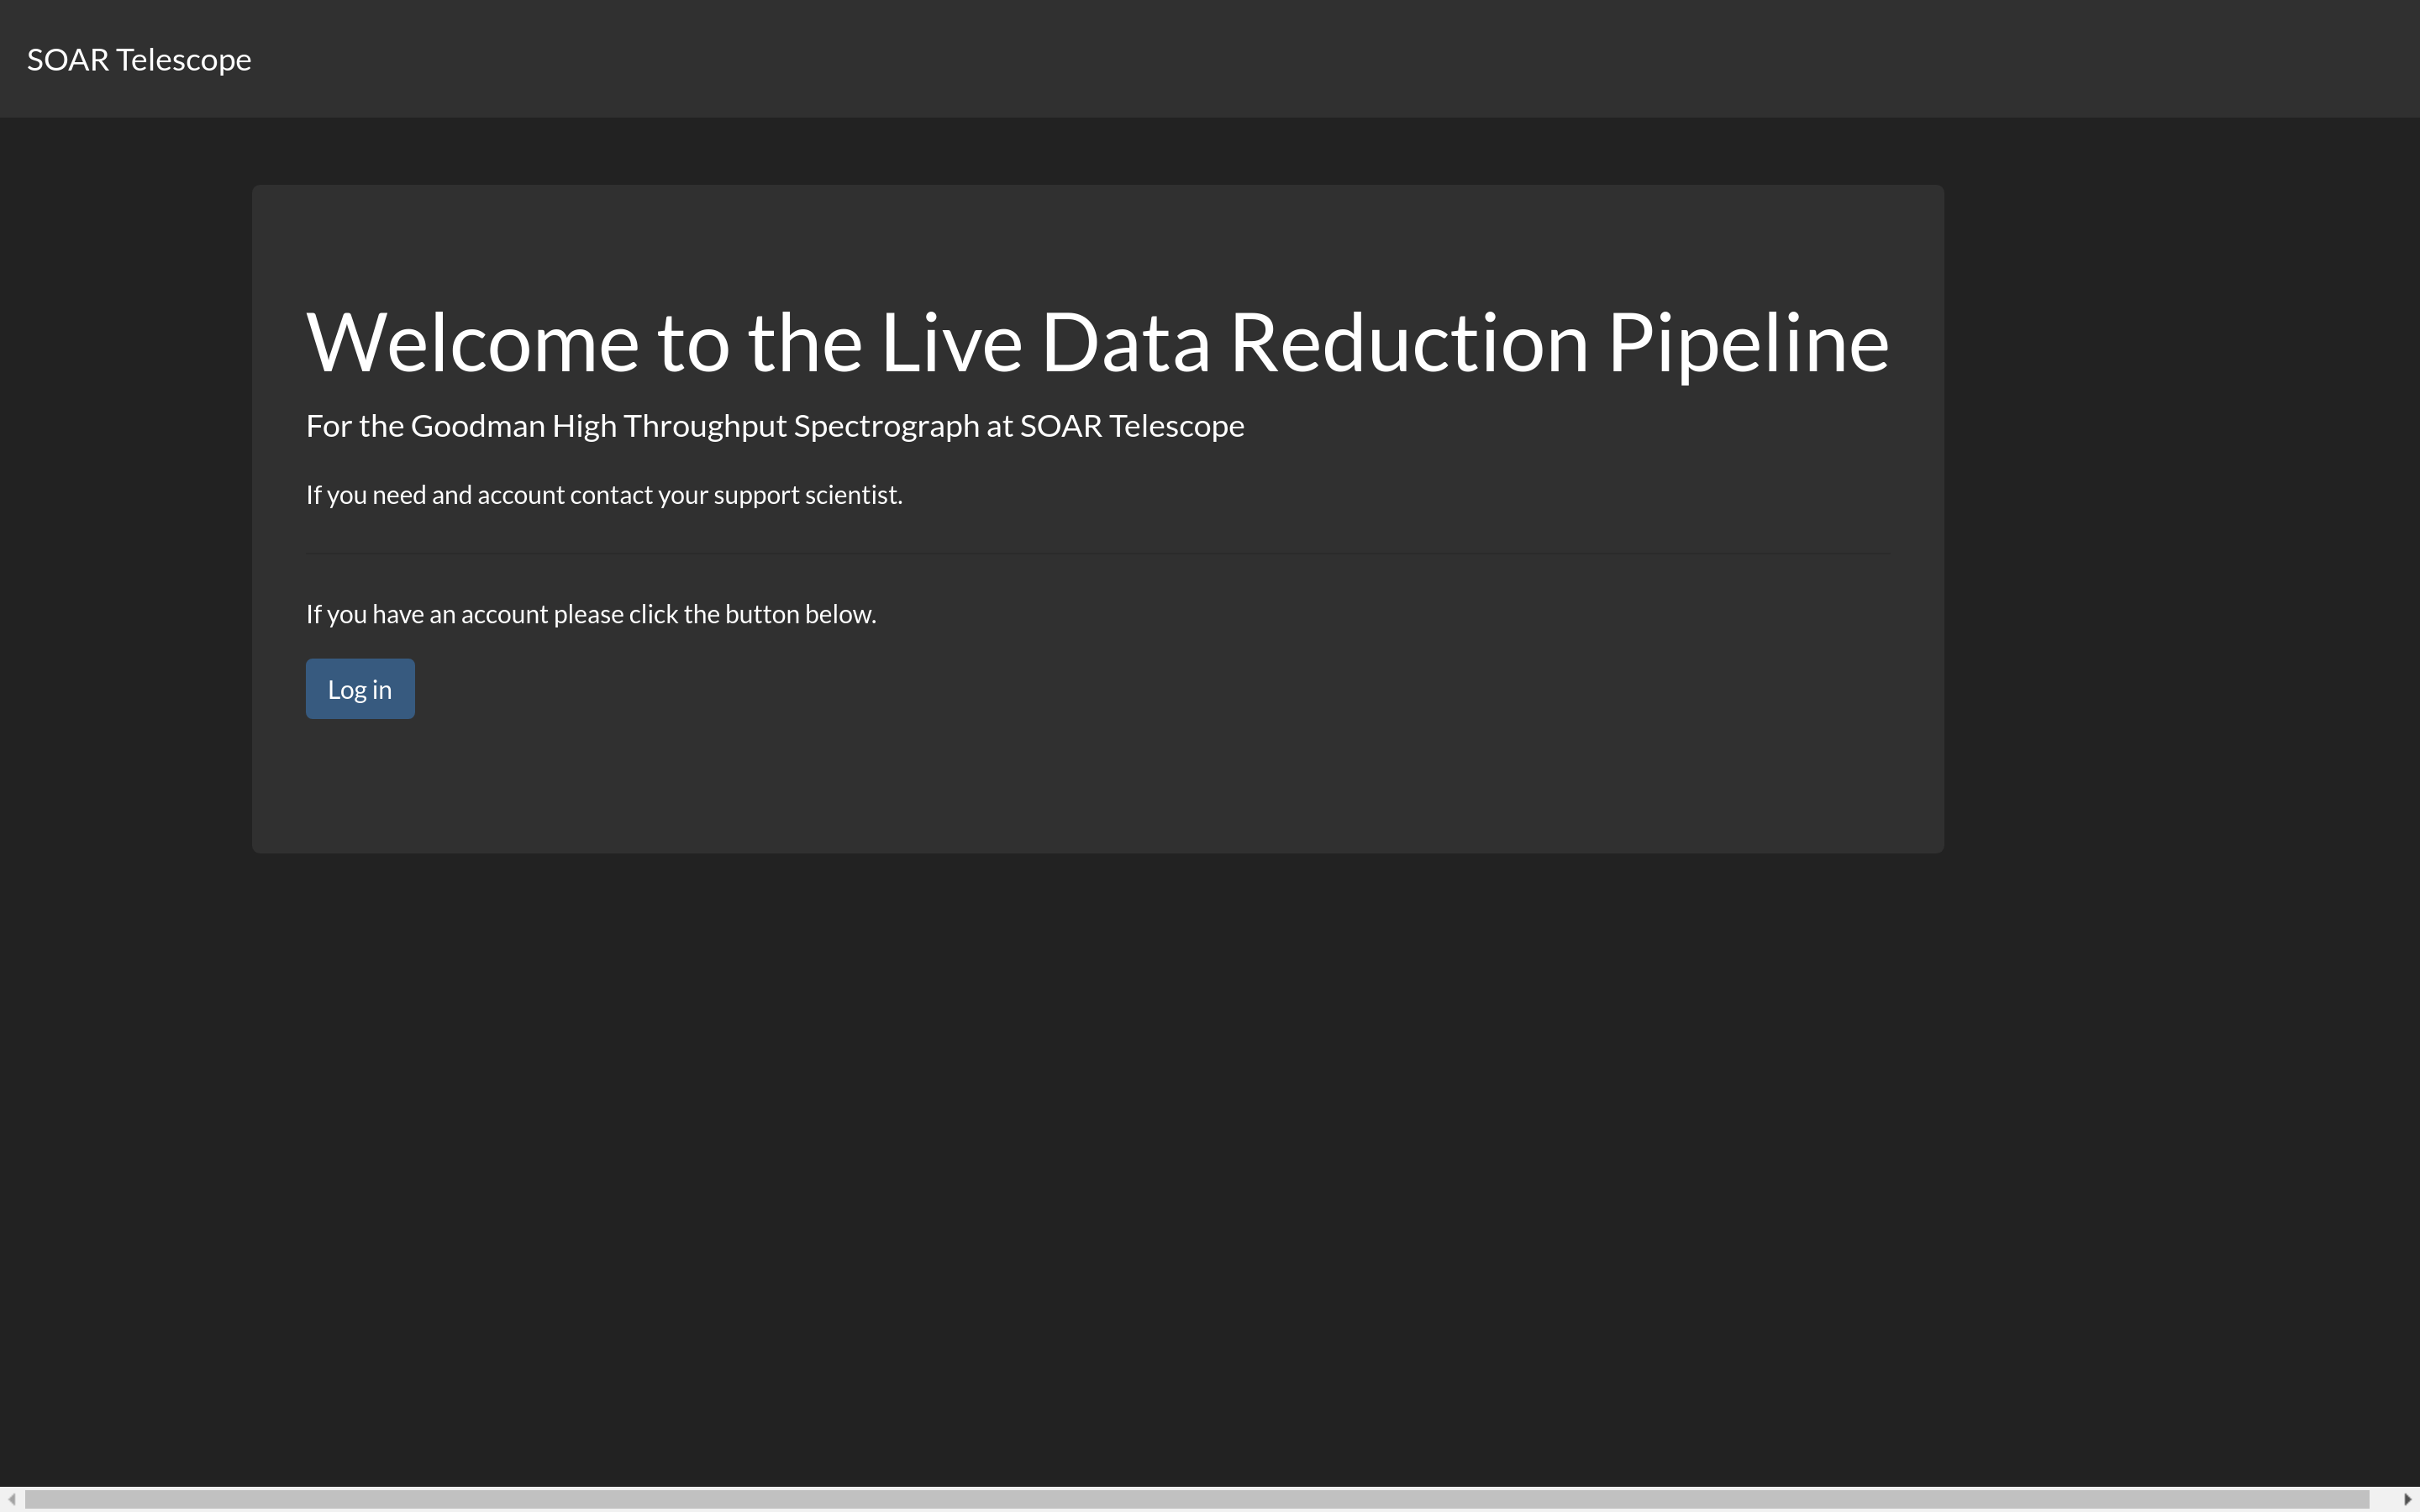 SOAR Telescope
Welcome to the Live Data Reduction Pipeline
For the Goodman High Throughput Spectrograph at SOAR Telescope
If you need and account contact your support scientist.
If you have an account please click the button below.
Log in